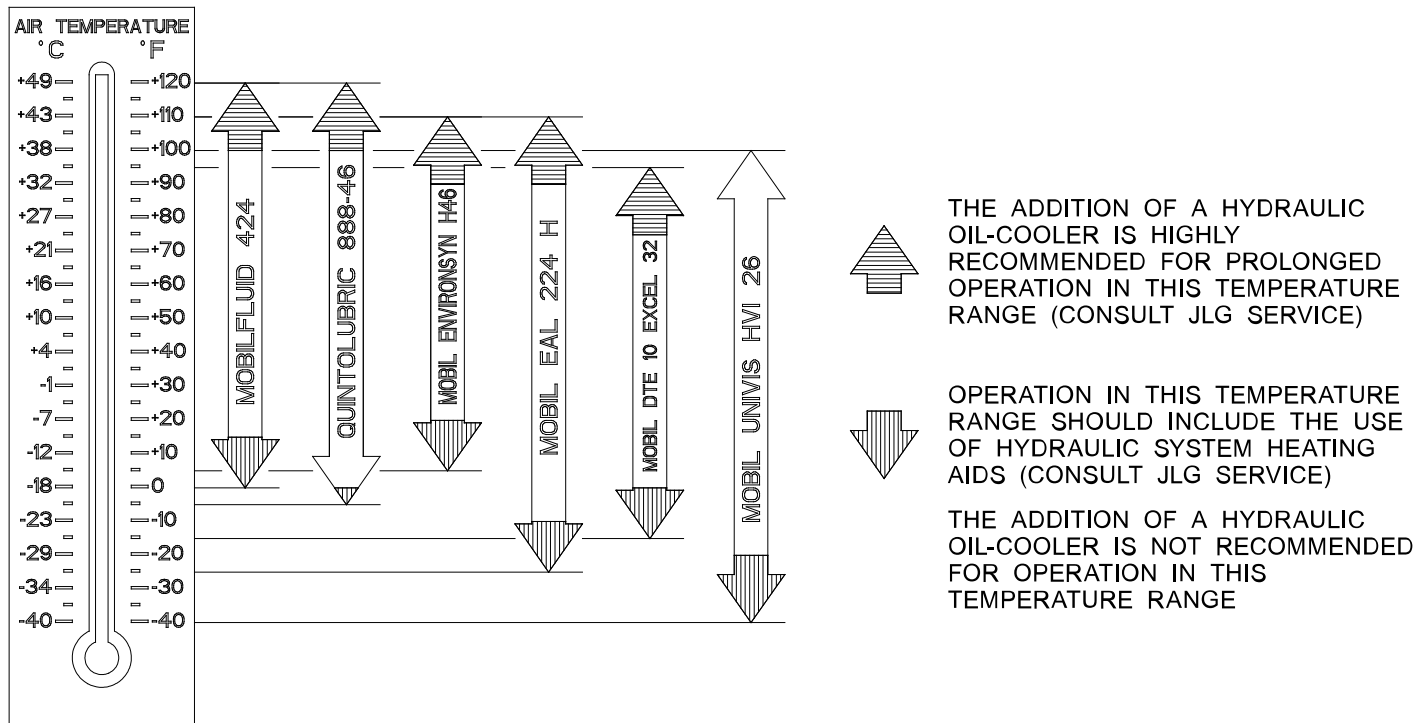 AIR TEMPERATURE
°C °F
+49 +120
+43 +110
+38 +100
+32 +90
+27 +80
+21 +70
+16 +60
+10 +50
+4 +40
-1 +30
-7 +20
-12 +10
-18 0
-23 -10
-29 -20
-34 -30
-40 -40
MOBILFLUID 424
QUINTOLUBRIC 888-46
MOBIL ENVIRONSYN H46
MOBIL EAL 224 H
MOBIL DTE 10 EXCEL 32
MOBIL UNIVIS HVI 26
THE ADDITION OF A HYDRAULIC
OIL-COOLER IS HIGHLY
RECOMMENDED FOR PROLONGED
OPERATION IN THIS TEMPERATURE
RANGE (CONSULT JLG SERVICE)
OPERATION IN THIS TEMPERATURE
RANGE SHOULD INCLUDE THE USE
OF HYDRAULIC SYSTEM HEATING
AIDS (CONSULT JLG SERVICE)
THE ADDITION OF A HYDRAULIC
OIL-COOLER IS NOT RECOMMENDED
FOR OPERATION IN THIS
TEMPERATURE RANGE